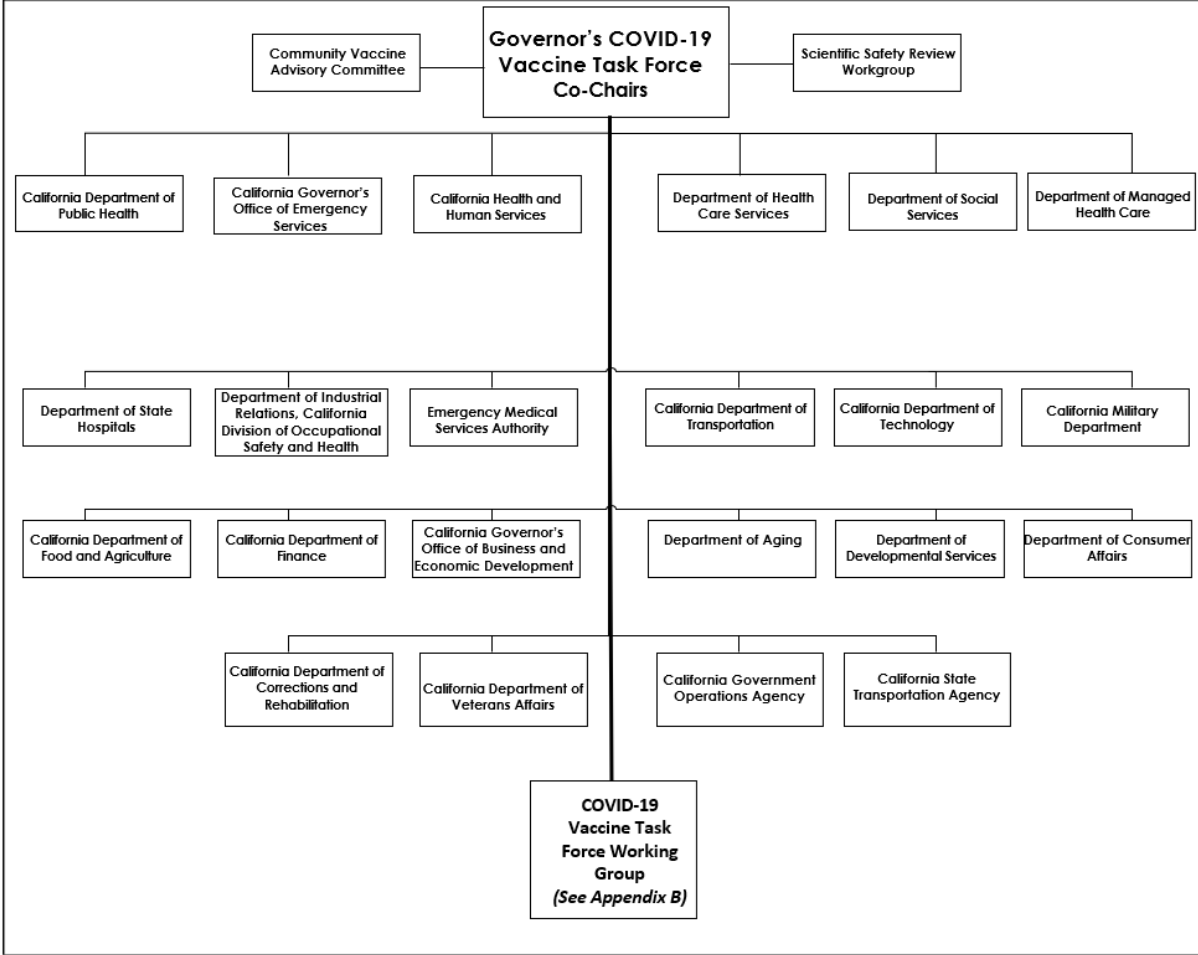 Governor's COVID-19
Vaccine Task Force
Co-Chairs
Community Vaccine
Advisory Committee
Scientific Safety Review
Workgroup
California Department of
Public Health
California Governor's
Office of Emergency
Services
California Health and
Human Services
Department of Health
Care Services
Department of Social
Services
Department of Managed
Health Care
Department of State
Hospitals
Department of Industrial
Relations, California
Division of Occupational
Safety and Health
Emergency Medical
Services Authority
California Department of
Transportation
California Department of
Technology
California Military
Department
California Department of
Food and Agriculture
California Department of
Finance
California Governor's
Office of Business and
Economic Development
Department of Aging
Department of
Developmental Services
Department of Consumer
Affairs
California Department of
Corrections and
Rehabilitation
California Department of
Veterans Affairs
California Government
Operations Agency
California State
Transportation Agency
COVID-19
Vaccine Task
Force Working
Group
(See Appendix B)